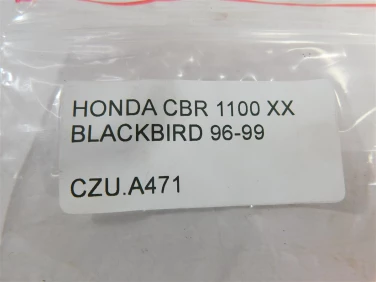 HONDA CBR 1100 XX
BLACKBIRD 96-99
CZU.A471